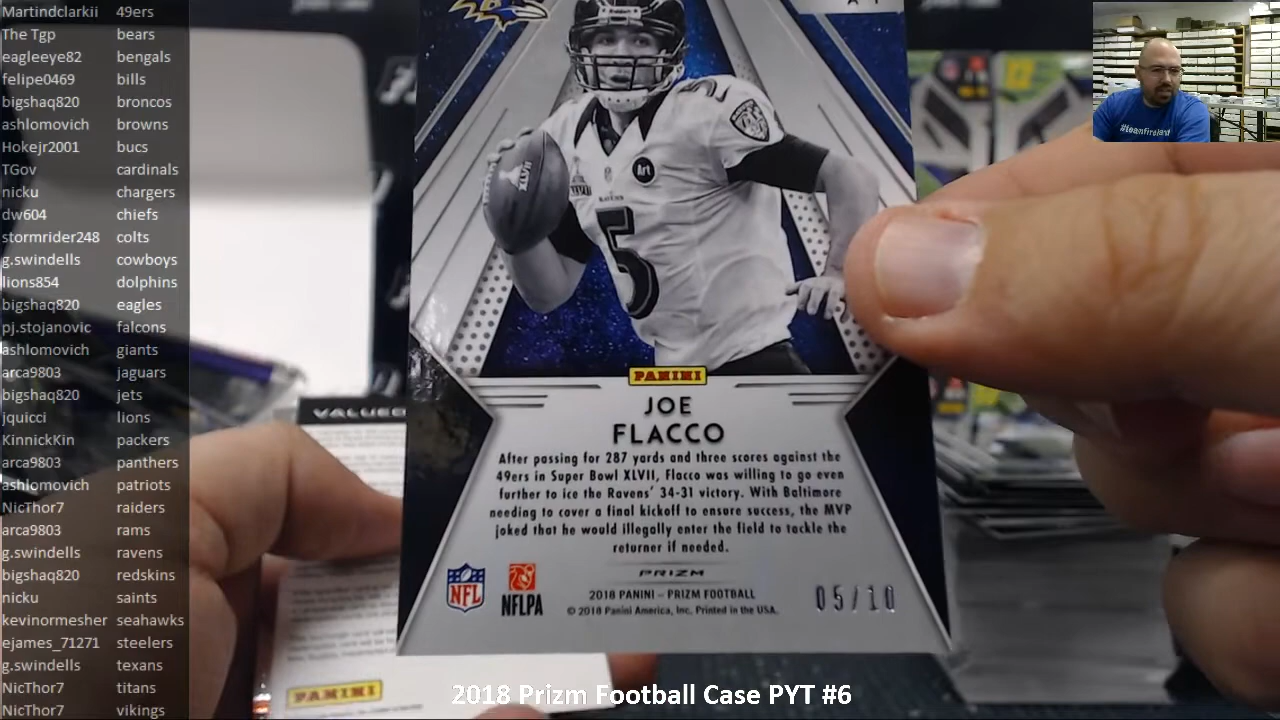 Martindclarkii 49ers
The Tgp bears
eagleeye82 bengals
felipe0469 bills
bigshaq820 broncos
ashlomovich browns
Hokejr2001 bucs
TGov cardinals
nicku chargers
dw604 chiefs
stormrider248 colts
g.swindells cowboys
lions854 dolphins
bigshaq820 eagles
pj.stojanovic falcons
ashlomovich giants
arca9803 jaguars
bigshaq820 jets
jquicci lions
KinnickKin packers
arca9803 panthers
ashlomovich patriots
NicThor7 raiders
arca9803 rams
g.swindells ravens
bigshaq820 redskins
nicku saints
kevinormesher seahawks
ejames_71271 steelers
g.swindells texans
NicThor7 titans
NicThor7 vikings
XLVII
Art
RAVENS
5
PANINI
JOE
FLACCO
After passing for 287 yards and three scores against the
49ers in Super Bowl XLVII, Flacco was willing to go even
further to ice the Ravens' 34-31 victory. With Baltimore
needing to cover a final kickoff to ensure success, the MVP
joked that he would illegally enter the field to tackle the
returner if needed.
PRIZM
NFL
NFLPA
2018 PANINI – PRIZM FOOTBALL
© 2018 Panini America, Inc. Printed in the USA.
05/10
VALUED
PANINI
2018 Prizm Football Case PYT #6